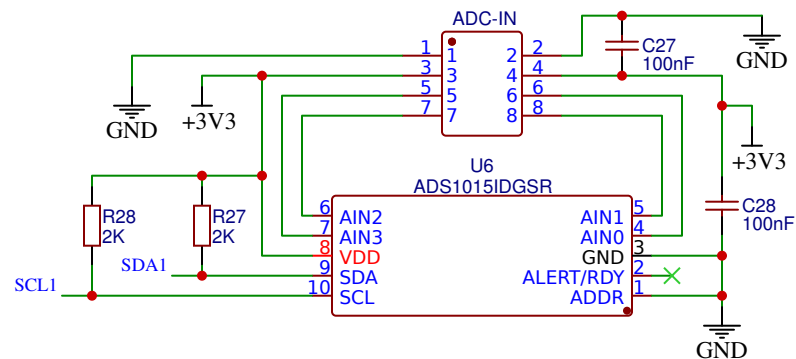 ADC-IN
1 1 2 2
3 3 4 4
5 5 6 6
7 7 8 8
C27
100nF
GND
GND
+3V3
+3V3
U6
ADS1015IDGSR
R28
2K
R27
2K
C28
100nF
6 AIN2 AIN1 5
7 AIN3 AIN0 4
8 VDD GND 3
9 SDA ALERT/RDY 2
10 SCL ADDR 1
SDA1
SCL1
GND